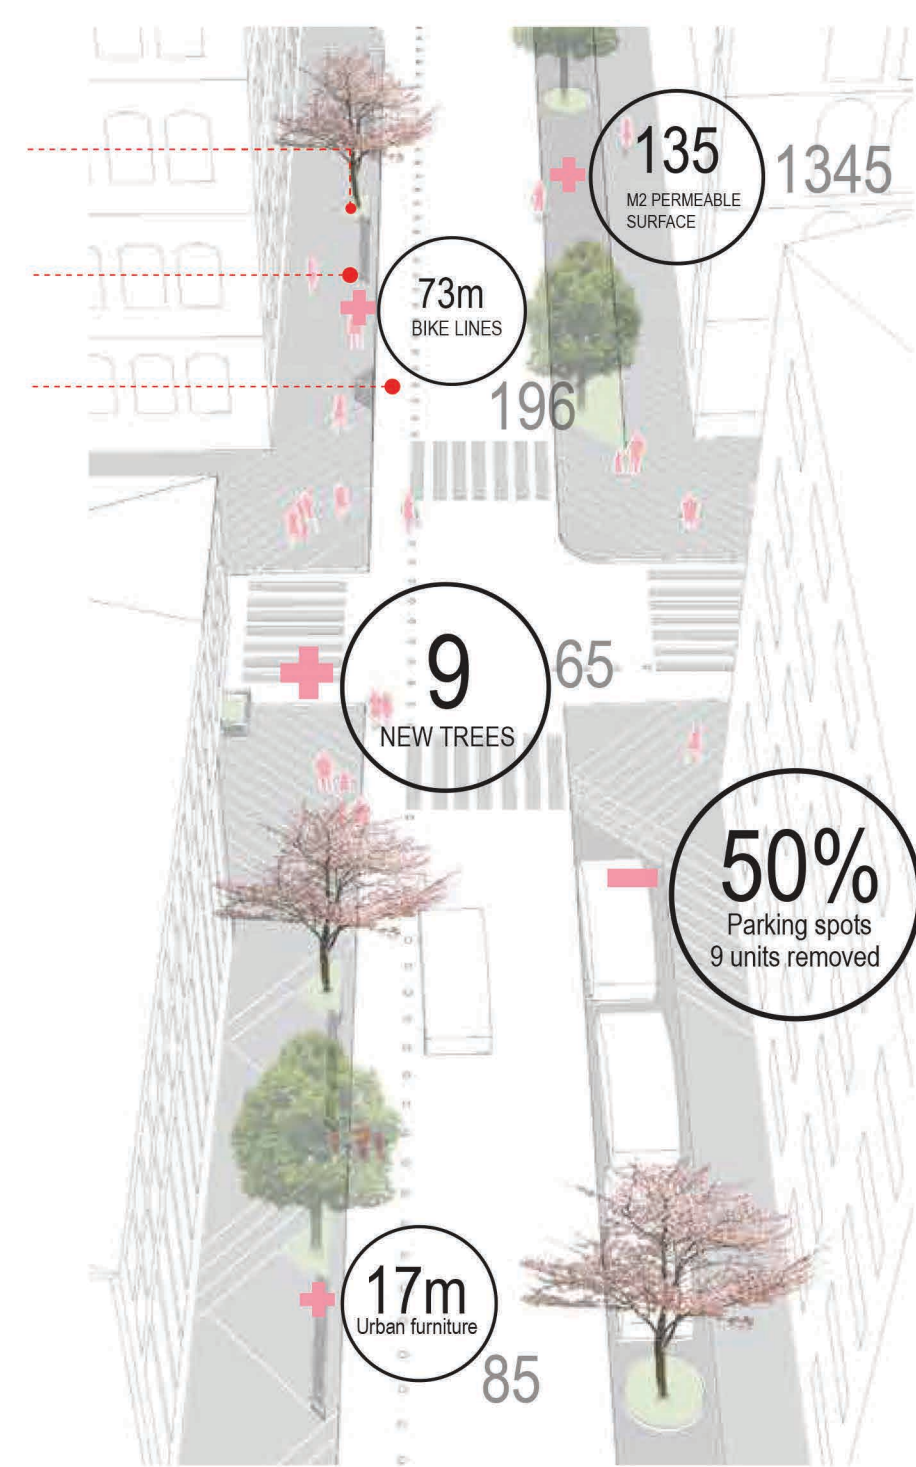 135
M2 PERMEABLE
SURFACE
1345
73m
BIKE LINES
196
9
NEW TREES
65
50%
Parking spots
9 units removed
17m
Urban furniture
85